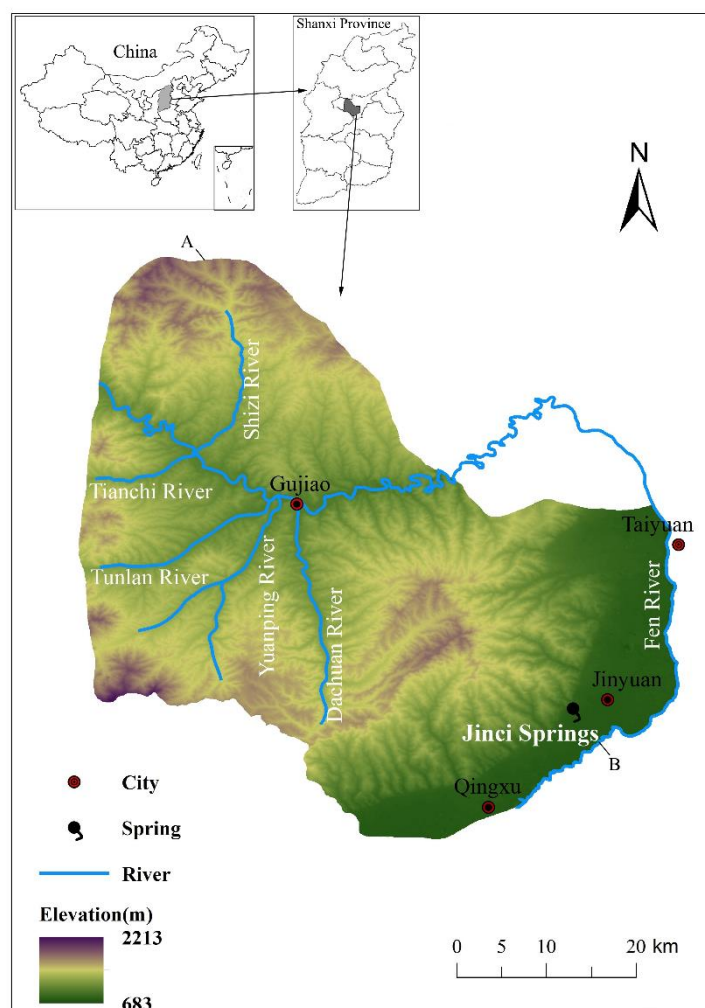 China
Shanxi Province
N
A
Shizi River
Tianchi River
Gujiao
Taiyuan
Tunlan River
Yuanping River
Dachuan River
Fen River
Jinyuan
Jinci Springs
B
Qingxu
City
Spring
River
Elevation(m)
2213
683
0 5 10 20 km